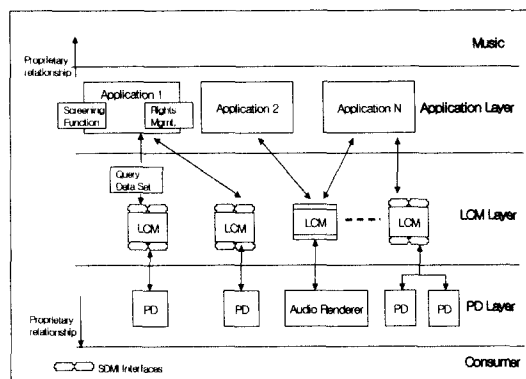 Music
Proprietary
relationship
Application 1
Screening
Function
Rights
Mgmt.
Application 2
Application N
Application Layer
Query
Data Set
LCM
LCM
LCM
LCM
LCM Layer
PD
PD
Audio Renderer
PD
PD
PD Layer
Proprietary
relationship
SDMI Interfaces
Consumer